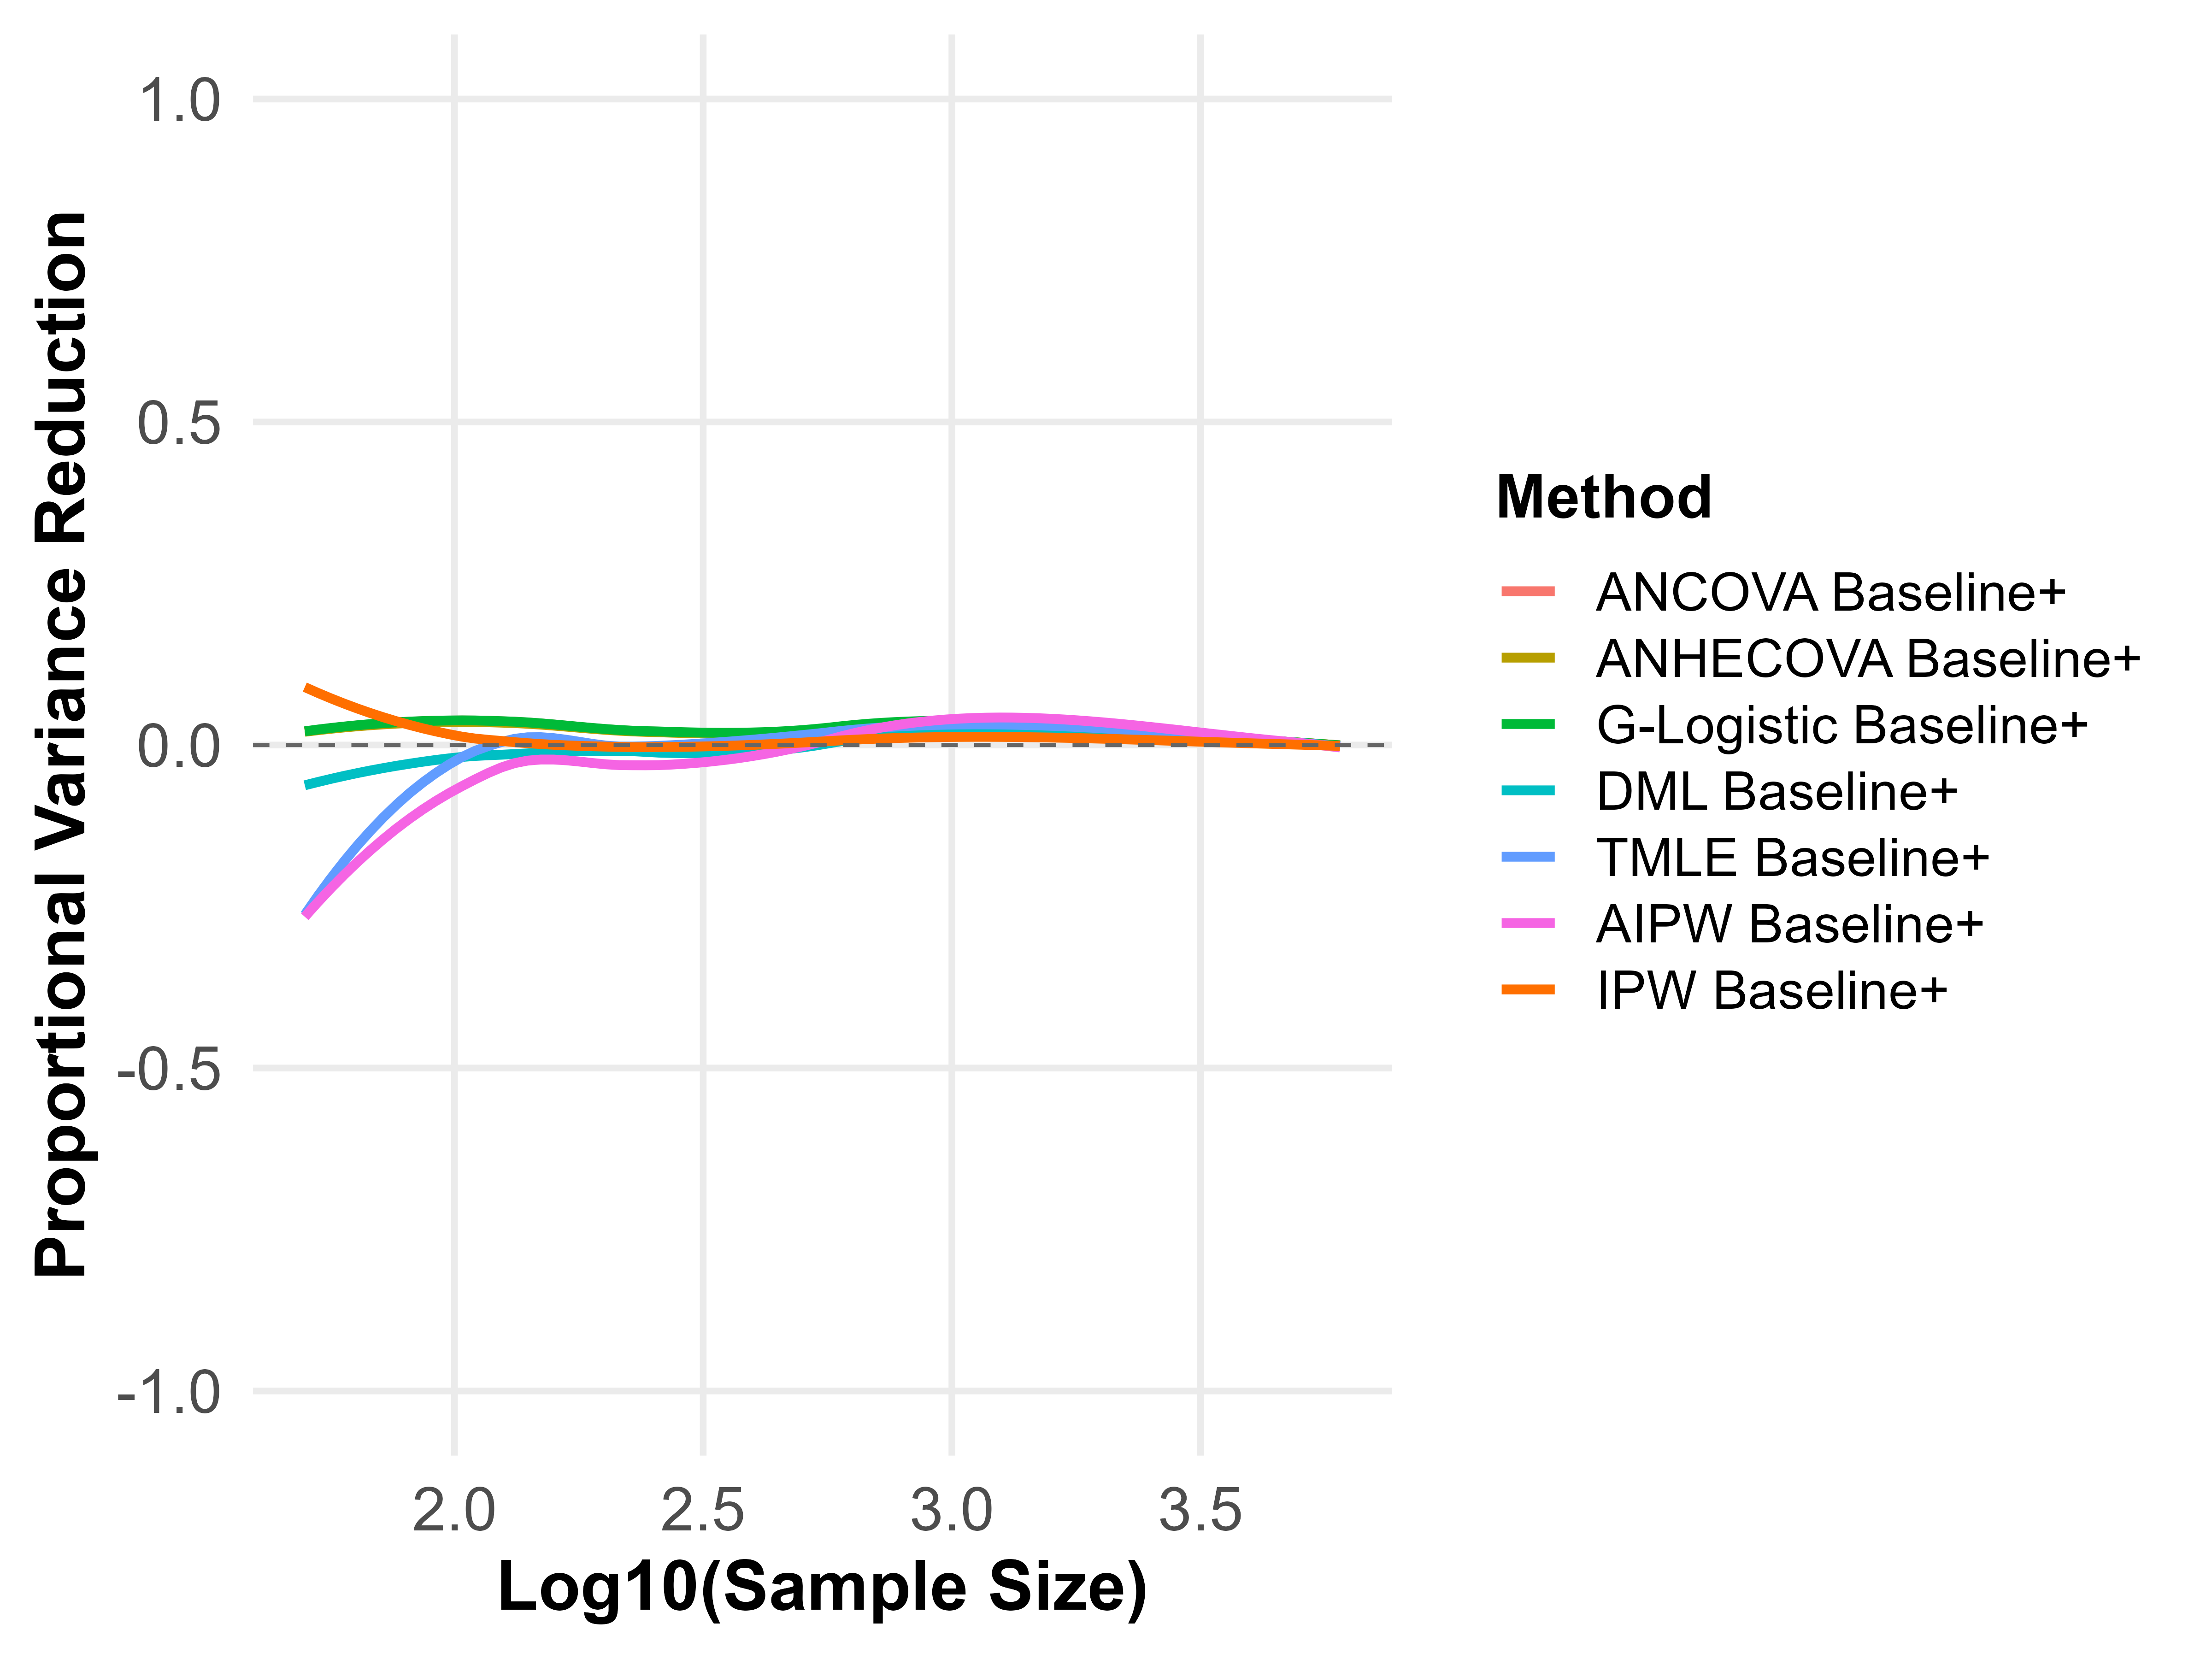 Proportional Variance Reduction
1.0
0.5
0.0
-0.5
-1.0
2.0
2.5
3.0
3.5
Log10(Sample Size)
Method
ANCOVA Baseline+
ANHECOVA Baseline+
G-Logistic Baseline+
DML Baseline+
TMLE Baseline+
AIPW Baseline+
IPW Baseline+